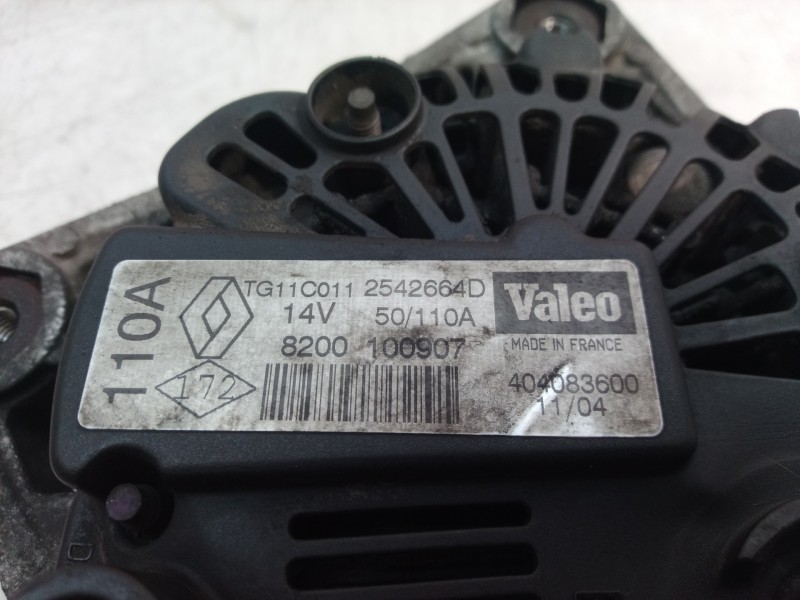 110A
TG11C011 2542664D
14V 50/110A
8200 100907
172
Valeo
MADE IN FRANCE
404083600
11/04